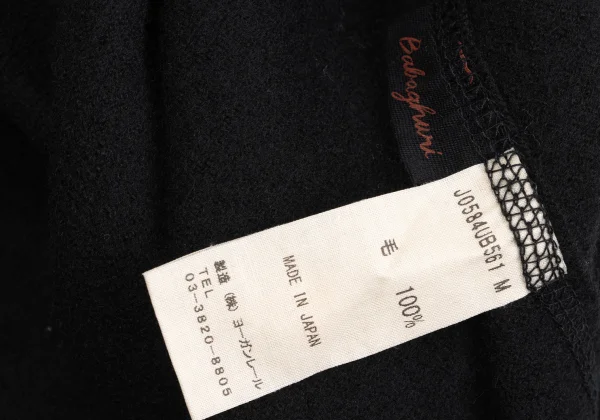 Babaghuri
J0584UB561 M
毛 100%
MADE IN JAPAN
製造 (株) ヨーガンレール
TEL
03-3820-8805